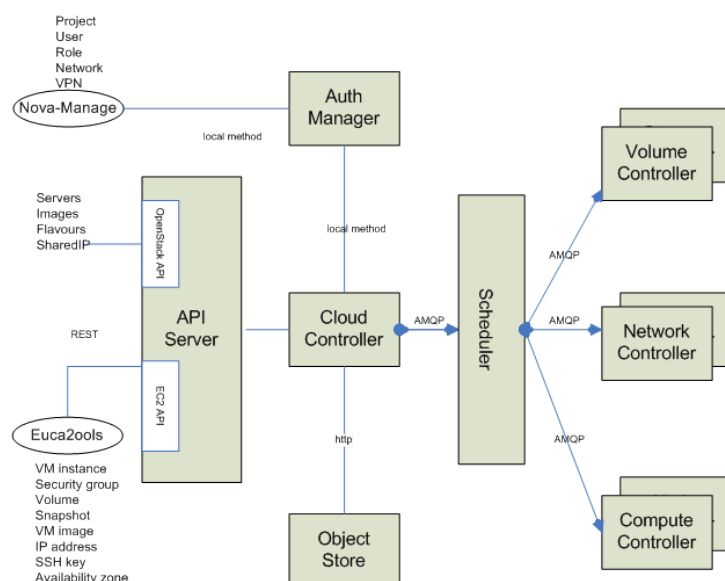 Project
User
Role
Network
VPN
Nova-Manage
Auth
Manager
local method
Servers
Images
Flavours
SharedIP
OpenStack API
local method
Volume
Controller
AMQP
REST
API
Server
Cloud
Controller
AMQP
Scheduler
AMQP
Network
Controller
EC2 API
Euca2ools
http
AMQP
VM instance
Security group
Volume
Snapshot
VM image
IP address
SSH key
Availability zone
Object
Store
Compute
Controller